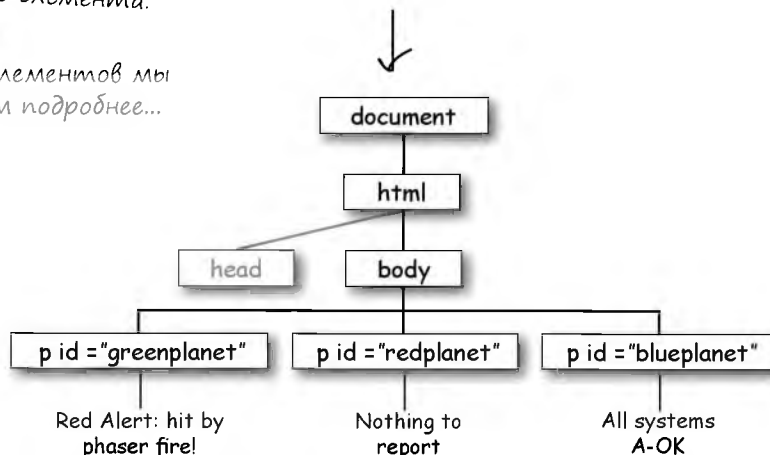 элемента.
мы
подробнее...
document
html
head
body
p id ="greenplanet"
p id ="redplanet"
p id ="blueplanet"
Red Alert: hit by
phaser fire!
Nothing to
report
All systems
A-OK